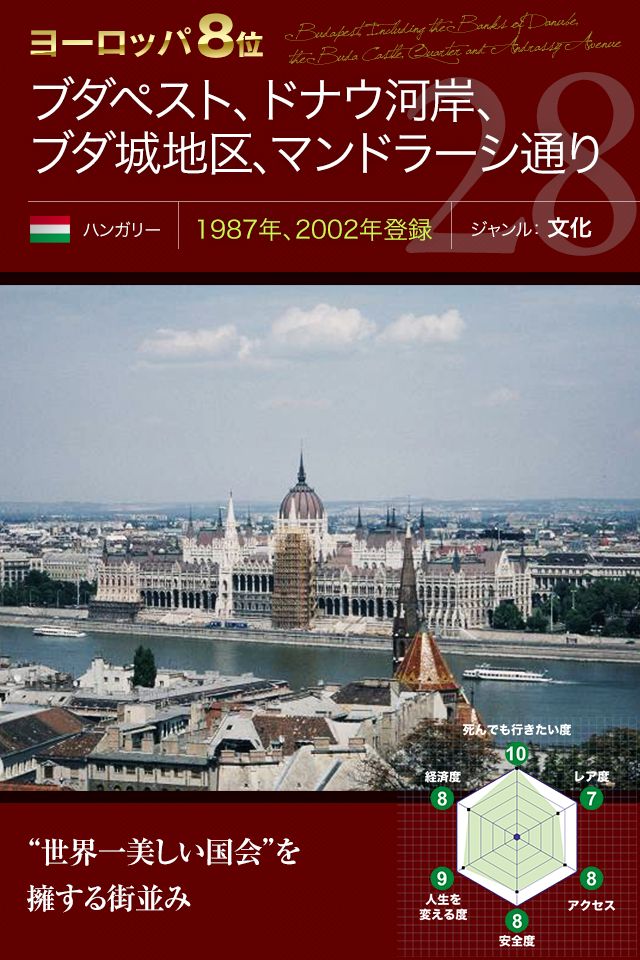 ヨーロッパ8位
Budapest, Including the Banks of Danube,
the Buda Castle Quarter and Andrassy Avenue
28
ブダペスト、ドナウ河岸、
ブダ城地区、マンドラーシ通り
ハンガリー
1987年、2002年登録
ジャンル：文化
死んでも行きたい度
10
経済度
8
レア度
7
9
人生を
変える度
8
アクセス
8
安全度
“世界一美しい国会”を
擁する街並み